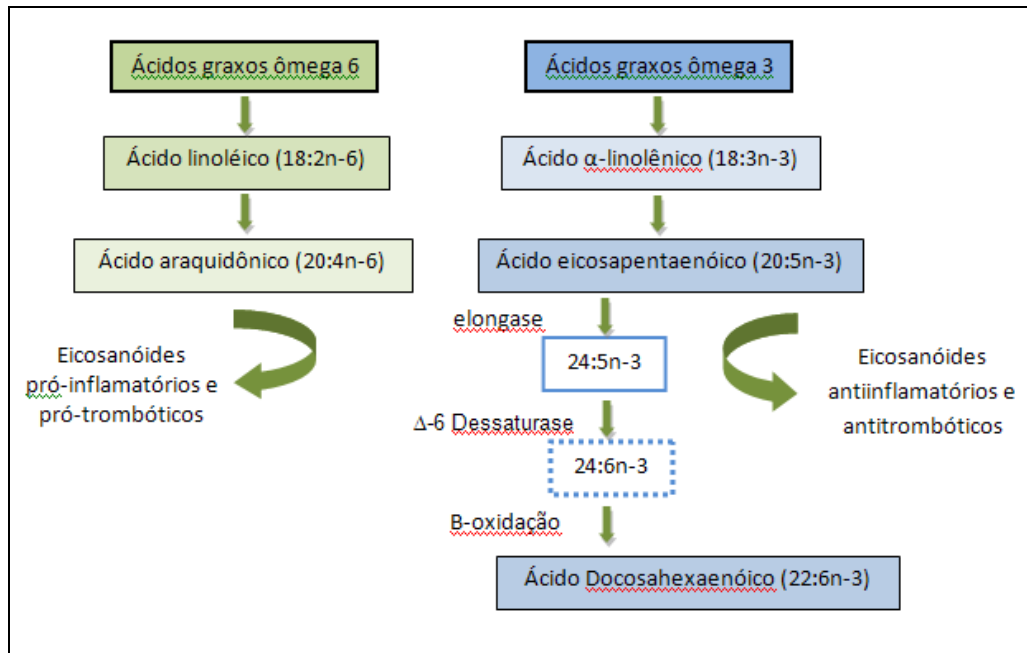 Ácidos graxos ômega 6
Ácido linoléico (18:2n-6)
Ácido araquidônico (20:4n-6)
Eicosanóides
pró-inflamatórios e
pró-trombóticos
Ácidos graxos ômega 3
Ácido α-linolênico (18:3n-3)
Ácido eicosapentaenóico (20:5n-3)
elongase
24:5n-3
Δ-6 Dessaturase
24:6n-3
B-oxidação
Ácido Docosahexaenóico (22:6n-3)
Eicosanóides
antiinflamatórios e
antitrombóticos